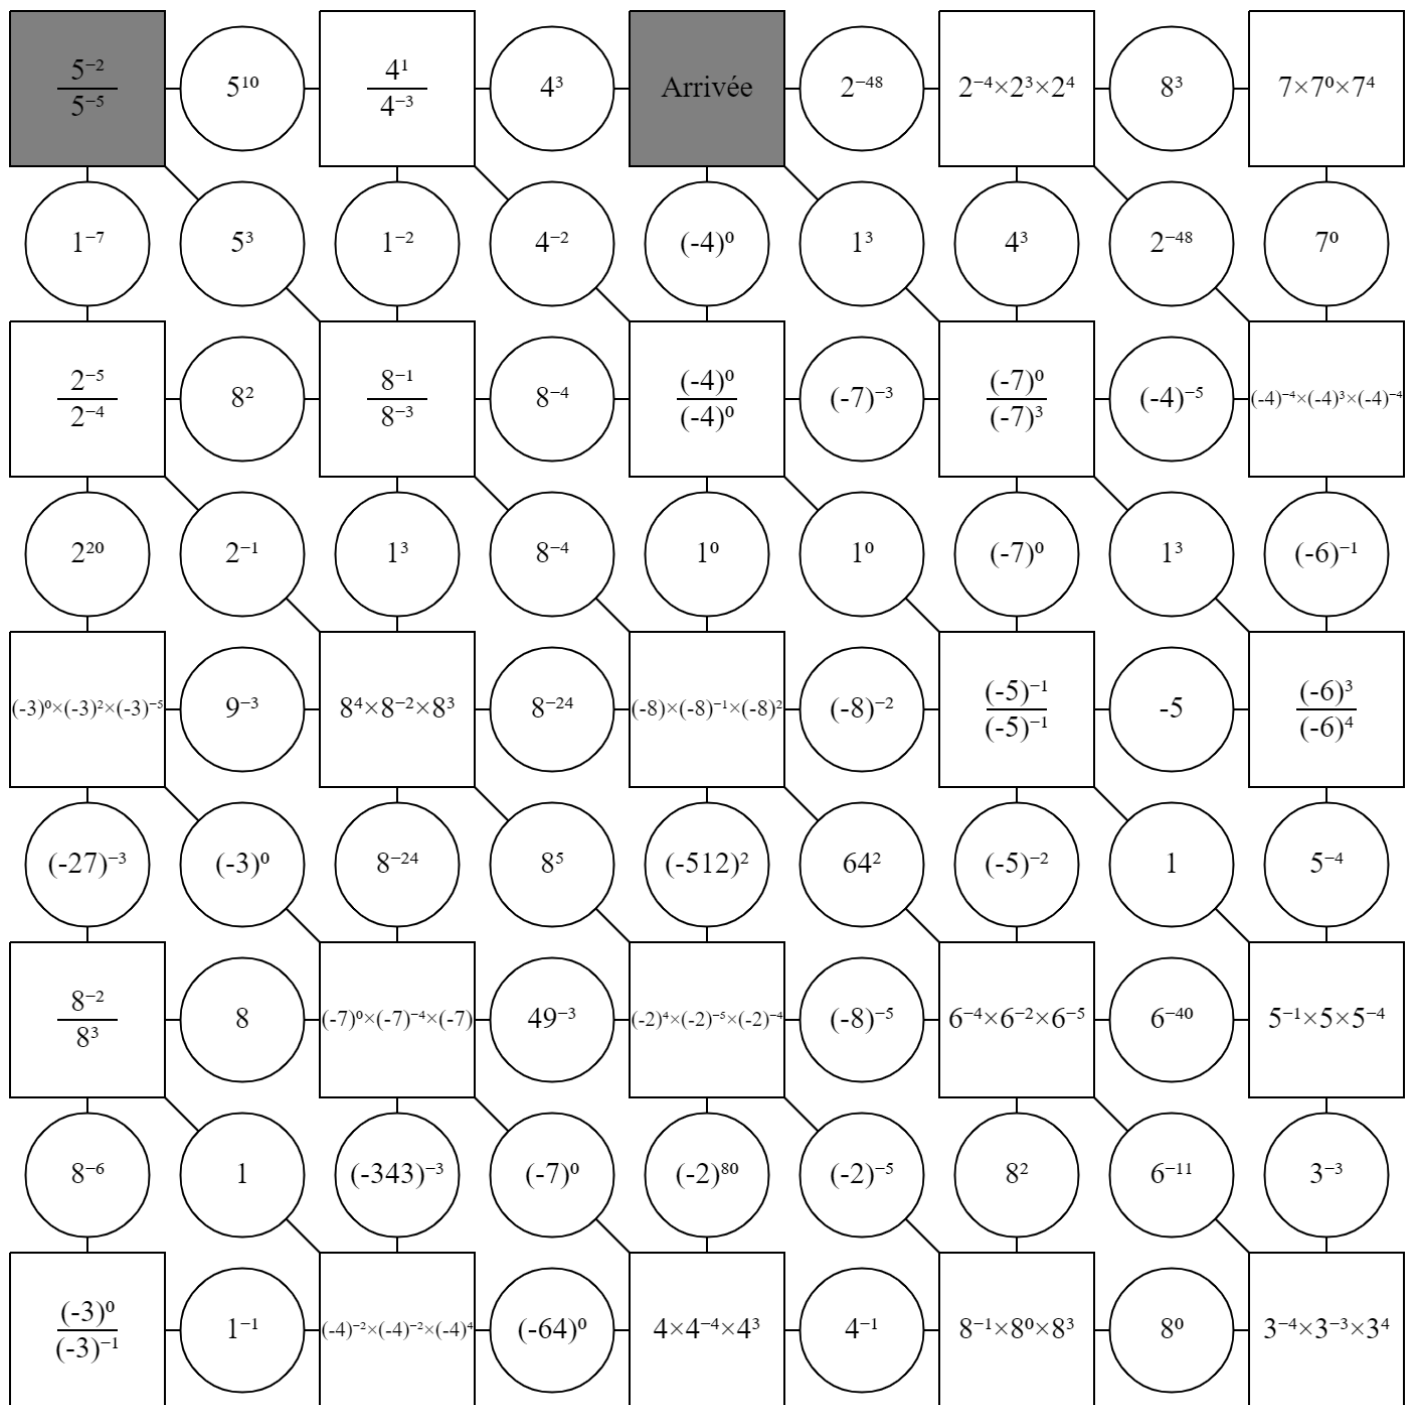 5⁻²/5⁻⁵ 5¹⁰ 4¹/4⁻³ 4³ Arrivée 2⁻⁴⁸ 2⁻⁴×2³×2⁴ 8³ 7×7⁰×7⁴
1⁻⁷ 5³ 1⁻² 4⁻² (-4)⁰ 1³ 4³ 2⁻⁴⁸ 7⁰
2⁻⁵/2⁻⁴ 8² 8⁻¹/8⁻³ 8⁻⁴ (-4)⁰/(-4)⁰ (-7)⁻³ (-7)⁰/(-7)³ (-4)⁻⁵ (-4)⁻⁴×(-4)³×(-4)⁻⁴
2²⁰ 2⁻¹ 1³ 8⁻⁴ 1⁰ 1⁰ (-7)⁰ 1³ (-6)⁻¹
(-3)⁰×(-3)²×(-3)⁻⁵ 9⁻³ 8⁴×8⁻²×8³ 8⁻²⁴ (-8)×(-8)⁻¹×(-8)² (-8)⁻² (-5)⁻¹/(-5)⁻¹ -5 (-6)³/(-6)⁴
(-27)⁻³ (-3)⁰ 8⁻²⁴ 8⁵ (-512)² 64² (-5)⁻² 1 5⁻⁴
8⁻²/8³ 8 (-7)⁰×(-7)⁻⁴×(-7) 49⁻³ (-2)⁴×(-2)⁻⁵×(-2)⁻⁴ (-8)⁻⁵ 6⁻⁴×6⁻²×6⁻⁵ 6⁻⁴⁰ 5⁻¹×5×5⁻⁴
8⁻⁶ 1 (-343)⁻³ (-7)⁰ (-2)⁸⁰ (-2)⁻⁵ 8² 6⁻¹¹ 3⁻³
(-3)⁰/(-3)⁻¹ 1⁻¹ (-4)⁻²×(-4)⁻²×(-4)⁴ (-64)⁰ 4×4⁻⁴×4³ 4⁻¹ 8⁻¹×8⁰×8³ 8⁰ 3⁻⁴×3⁻³×3⁴